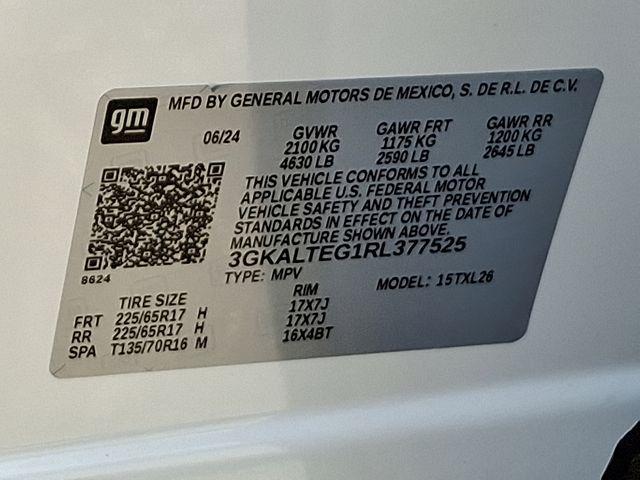 gm
MFD BY GENERAL MOTORS DE MEXICO, S. DE R.L. DE C.V.
06/24 GVWR GAWR FRT GAWR RR
2100 KG 1175 KG 1200 KG
4630 LB 2590 LB 2645 LB
THIS VEHICLE CONFORMS TO ALL
APPLICABLE U.S. FEDERAL MOTOR
VEHICLE SAFETY AND THEFT PREVENTION
STANDARDS IN EFFECT ON THE DATE OF
MANUFACTURE SHOWN ABOVE.
3GKALTEG1RL377525
8624 TYPE: MPV MODEL: 15TXL26
TIRE SIZE RIM
FRT 225/65R17 H 17X7J
RR 225/65R17 H 17X7J
SPA T135/70R16 M 16X4BT